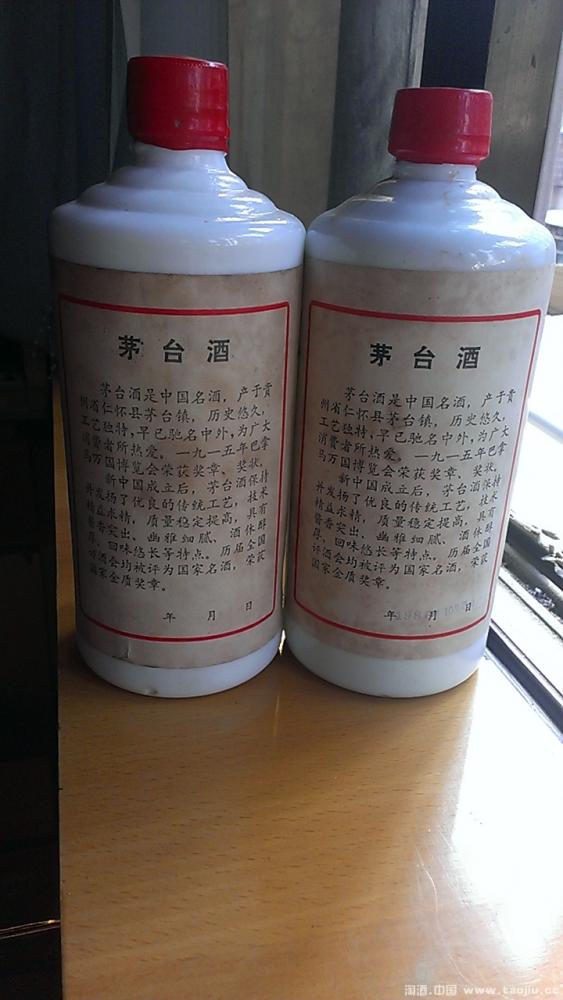 茅台酒
茅台酒是中国名酒，产于贵
州省仁怀县茅台镇，历史悠久，
工艺独特，早已驰名中外，为广大
消费者所热爱。一九一五年巴拿
马万国博览会荣获奖章、奖状。
新中国成立后，茅台酒保持
并发扬了优良的传统工艺，技术
精益求精，质量稳定提高，具有
酱香突出、幽雅细腻、酒体醇
厚、回味悠长等特点。历届全国
评酒会均被评为国家名酒，荣获
国家金质奖章。
年 月 日
茅台酒
茅台酒是中国名酒，产于贵
州省仁怀县茅台镇，历史悠久，
工艺独特，早已驰名中外，为广大
消费者所热爱。一九一五年巴拿
马万国博览会荣获奖章、奖状。
新中国成立后，茅台酒保持
并发扬了优良的传统工艺，技术
精益求精，质量稳定提高，具有
酱香突出、幽雅细腻、酒体醇
厚、回味悠长等特点。历届全国
评酒会均被评为国家名酒，荣获
国家金质奖章。
年 月 日
淘酒.中国 www.taojiu.cc